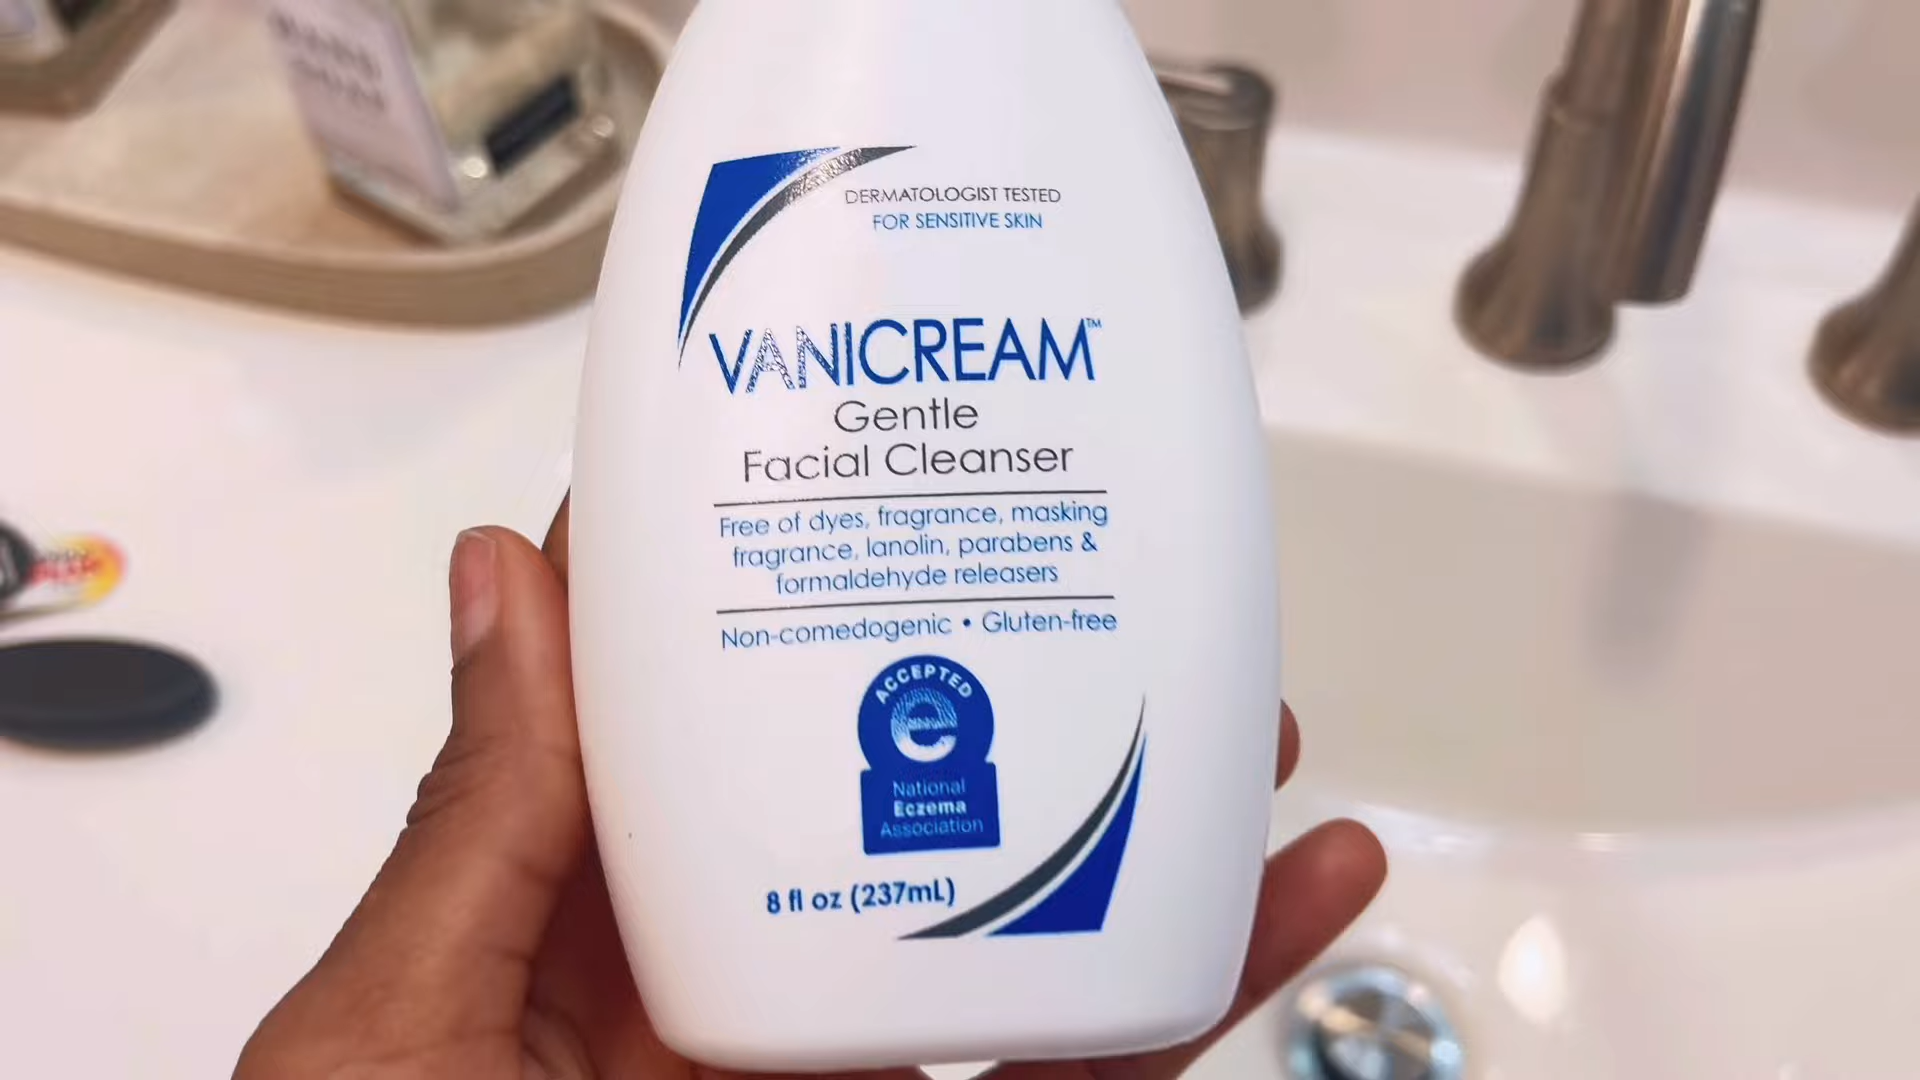 DERMATOLOGIST TESTED
FOR SENSITIVE SKIN
VANICREAM™
Gentle
Facial Cleanser
Free of dyes, fragrance, masking
fragrance, lanolin, parabens &
formaldehyde releasers
Non-comedogenic • Gluten-free
ACCEPTED
e
National
Eczema
Association
8 fl oz (237mL)